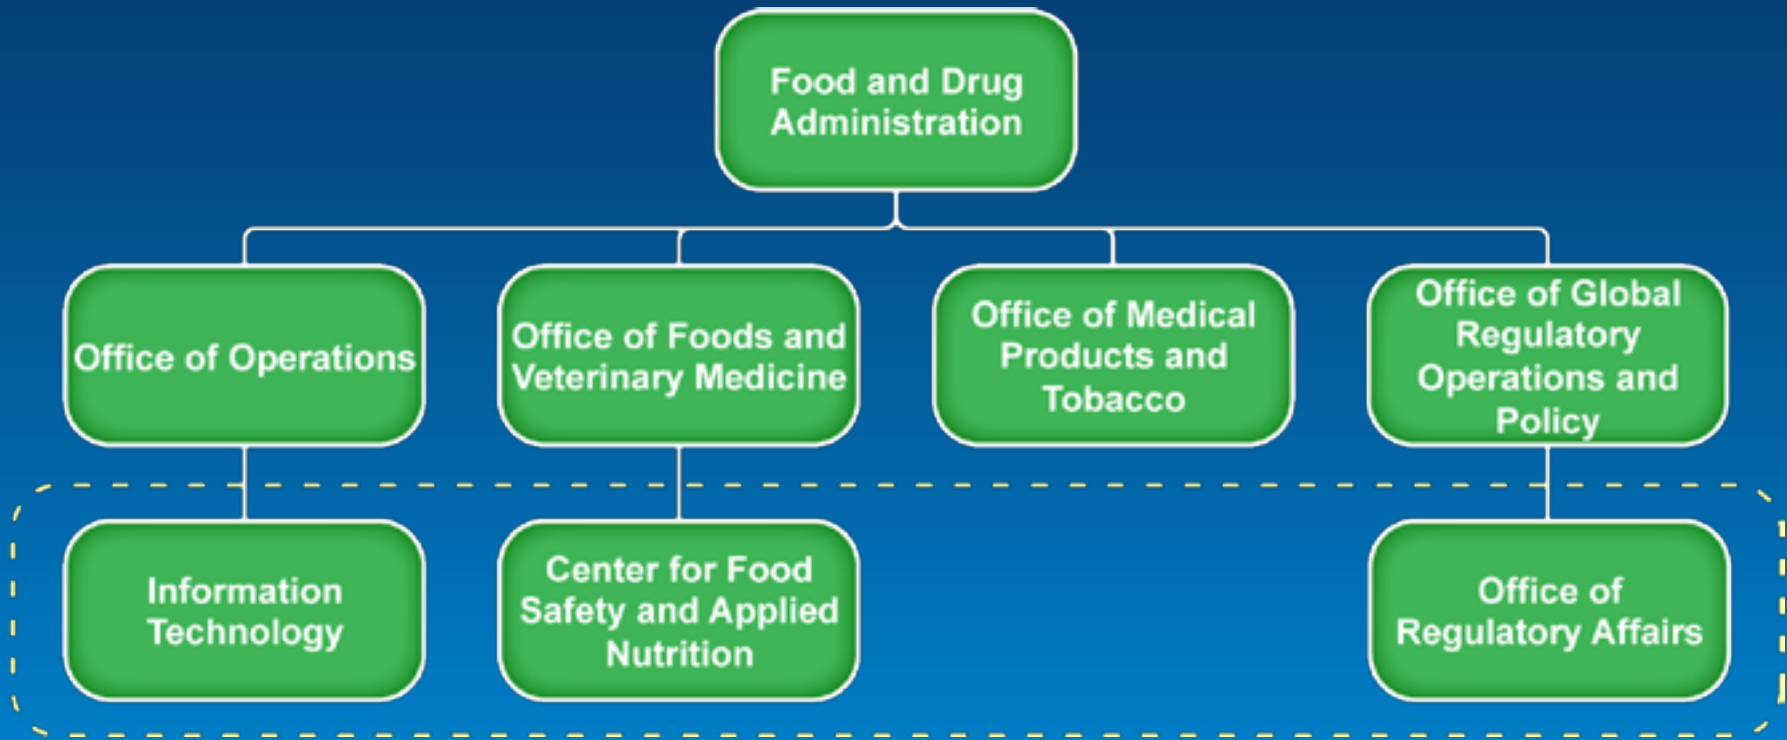 Food and Drug
Administration
Office of Operations
Office of Foods and
Veterinary Medicine
Office of Medical
Products and
Tobacco
Office of Global
Regulatory
Operations and
Policy
Information
Technology
Center for Food
Safety and Applied
Nutrition
Office of
Regulatory Affairs